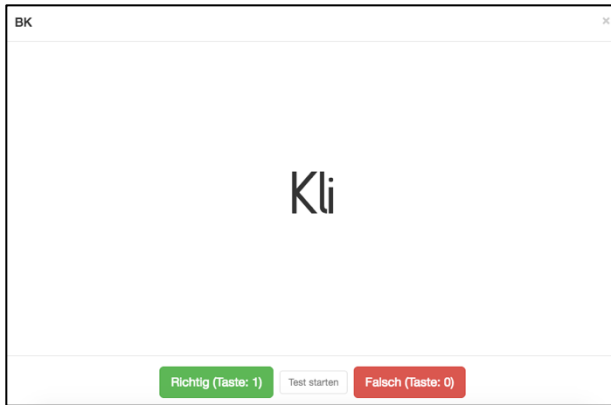 BK ×
Kli
Richtig (Taste: 1) Test starten Falsch (Taste: 0)